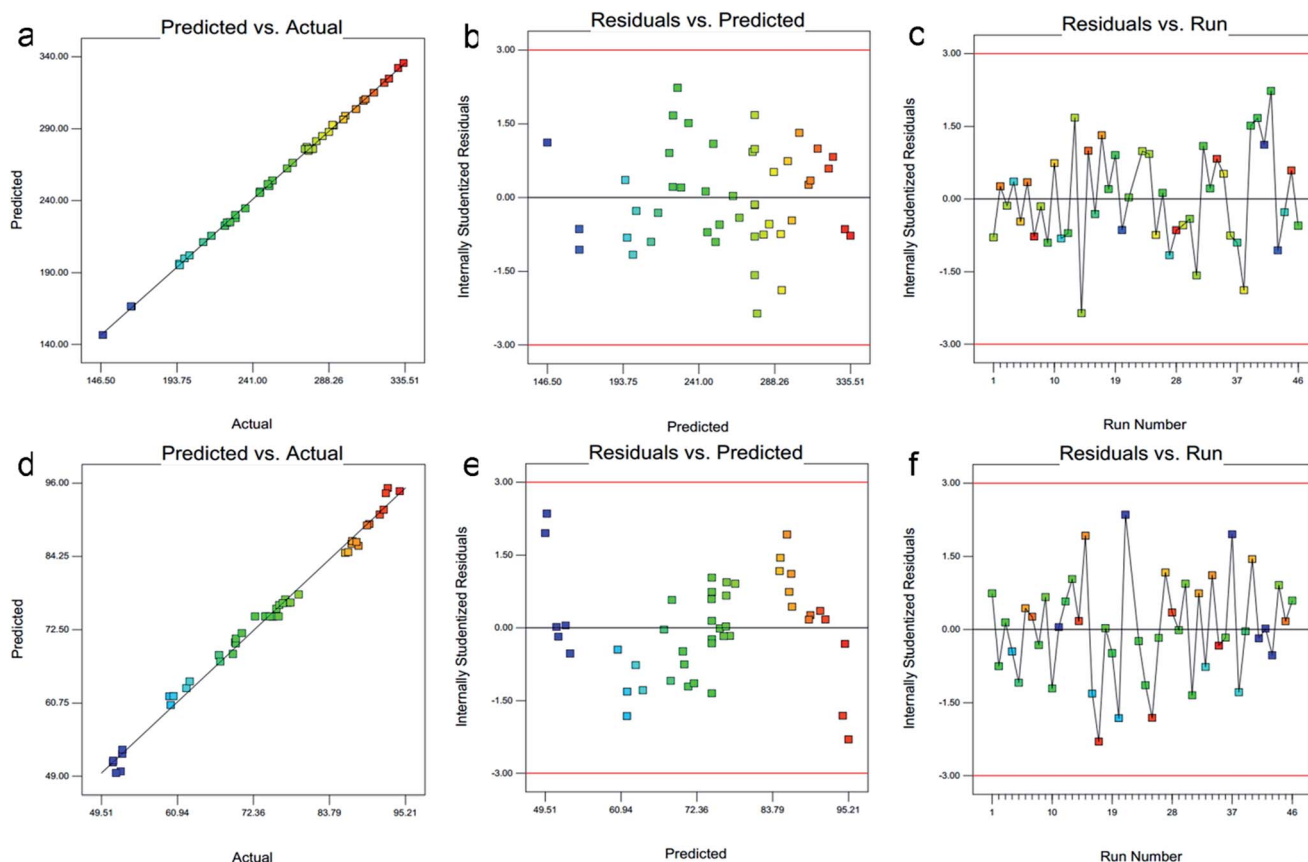 a
Predicted vs. Actual
340.00
290.00
240.00
190.00
140.00
Predicted
146.50 193.75 241.00 288.26 335.51
Actual
b
Residuals vs. Predicted
3.00
1.50
0.00
-1.50
-3.00
Internally Studentized Residuals
146.50 193.75 241.00 288.26 335.51
Predicted
c
Residuals vs. Run
3.00
1.50
0.00
-1.50
-3.00
Internally Studentized Residuals
1 10 19 28 37 46
Run Number
d
Predicted vs. Actual
96.00
84.25
72.50
60.75
49.00
Predicted
49.51 60.94 72.36 83.79 95.21
Actual
e
Residuals vs. Predicted
3.00
1.50
0.00
-1.50
-3.00
Internally Studentized Residuals
49.51 60.94 72.36 83.79 95.21
Predicted
f
Residuals vs. Run
3.00
1.50
0.00
-1.50
-3.00
Internally Studentized Residuals
1 10 19 28 37 46
Run Number